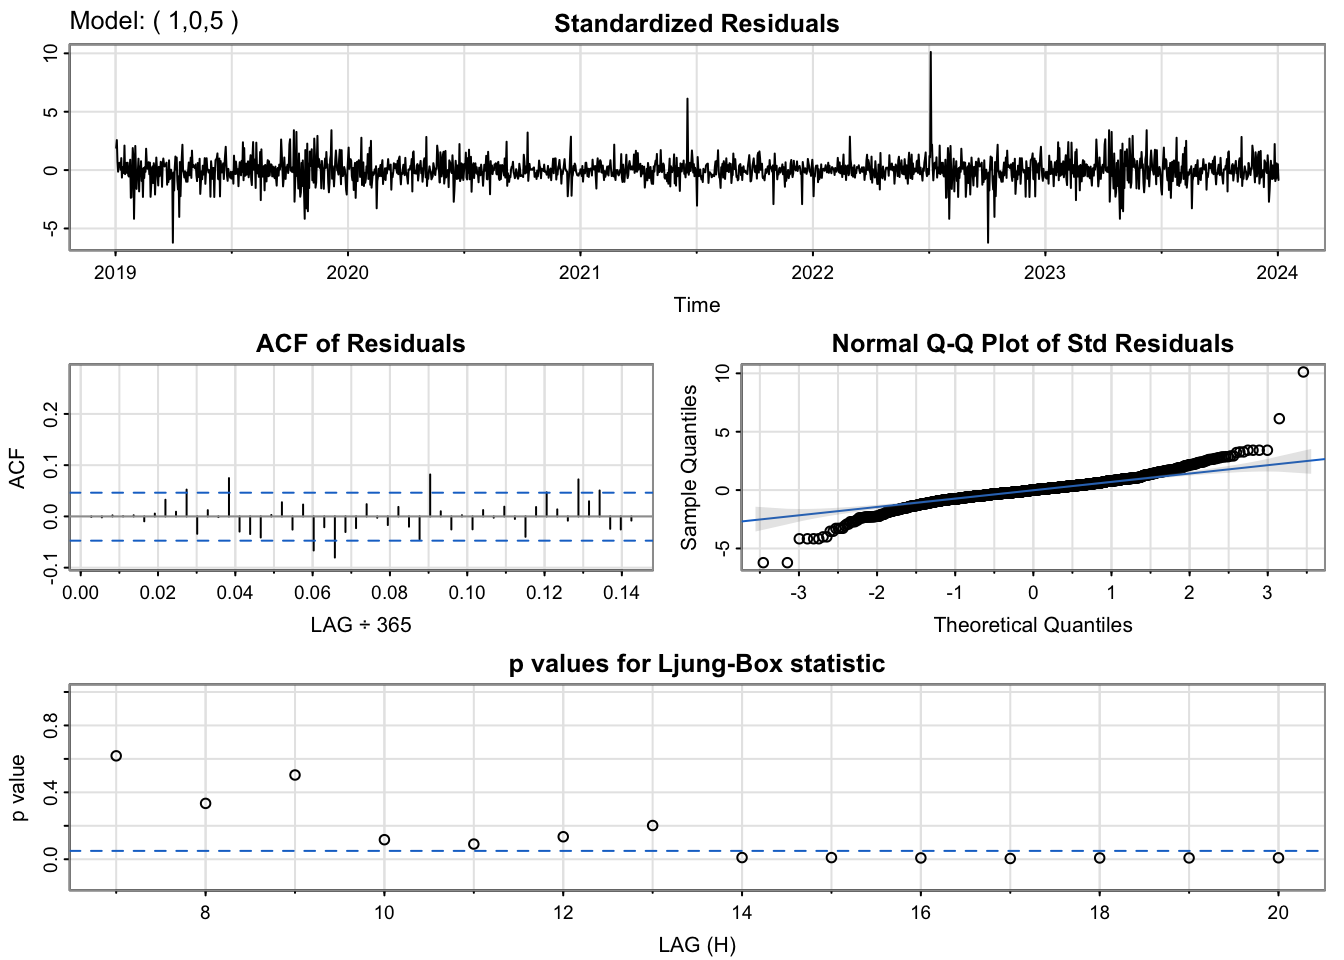 Model: ( 1,0,5 )
Standardized Residuals
10
5
0
-5
2019 2020 2021 2022 2023 2024
Time
ACF of Residuals
ACF
0.2
0.1
0.0
-0.1
0.00 0.02 0.04 0.06 0.08 0.10 0.12 0.14
LAG ÷ 365
Normal Q-Q Plot of Std Residuals
Sample Quantiles
10
5
0
-5
-3 -2 -1 0 1 2 3
Theoretical Quantiles
p values for Ljung-Box statistic
p value
0.8
0.4
0.0
8 10 12 14 16 18 20
LAG (H)